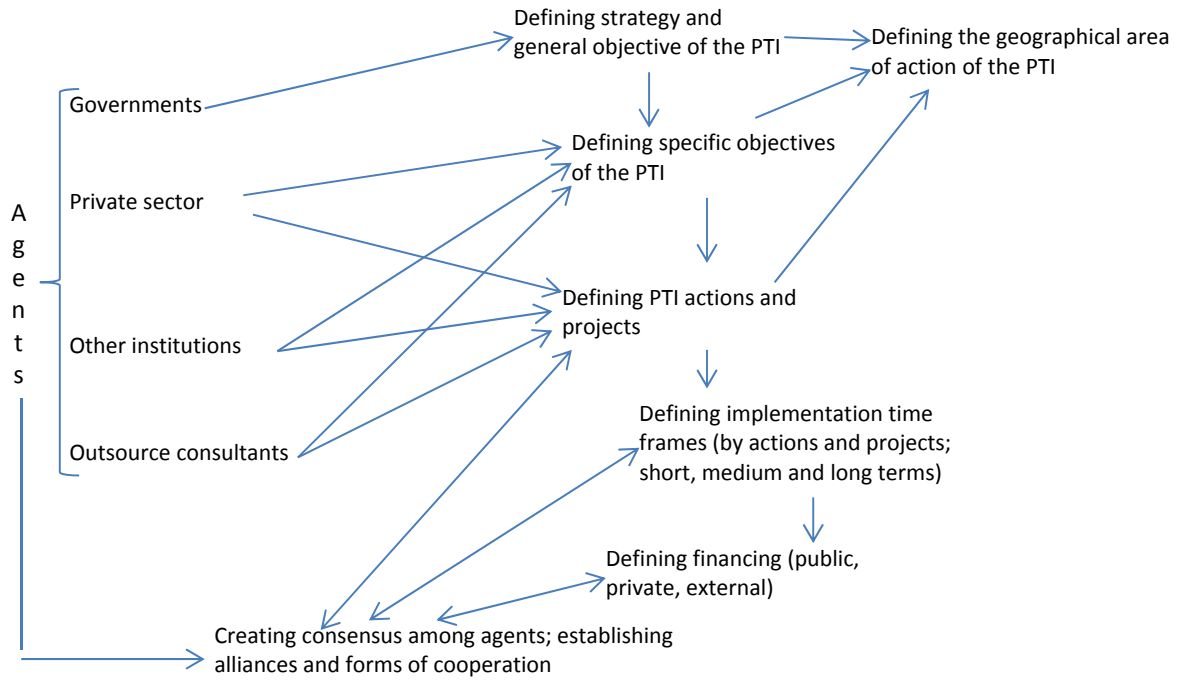 Defining strategy and
general objective of the PTI
Defining the geographical area
of action of the PTI
Governments
Defining specific objectives
of the PTI
Private sector
Agents
Defining PTI actions and
projects
Other institutions
Defining implementation time
frames (by actions and projects;
short, medium and long terms)
Outsource consultants
Defining financing (public,
private, external)
Creating consensus among agents; establishing
alliances and forms of cooperation